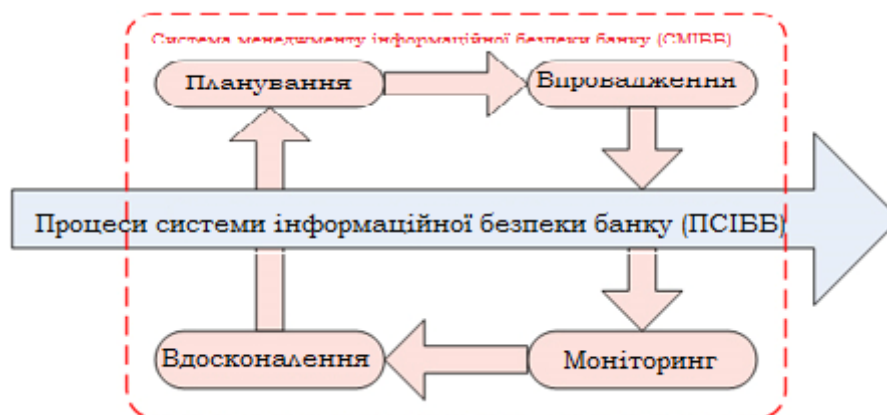 Система менеджменту інформаційної безпеки банку (СМІББ)
Планування
Впровадження
Процеси системи інформаційної безпеки банку (ПСІББ)
Вдосконалення
Моніторинг